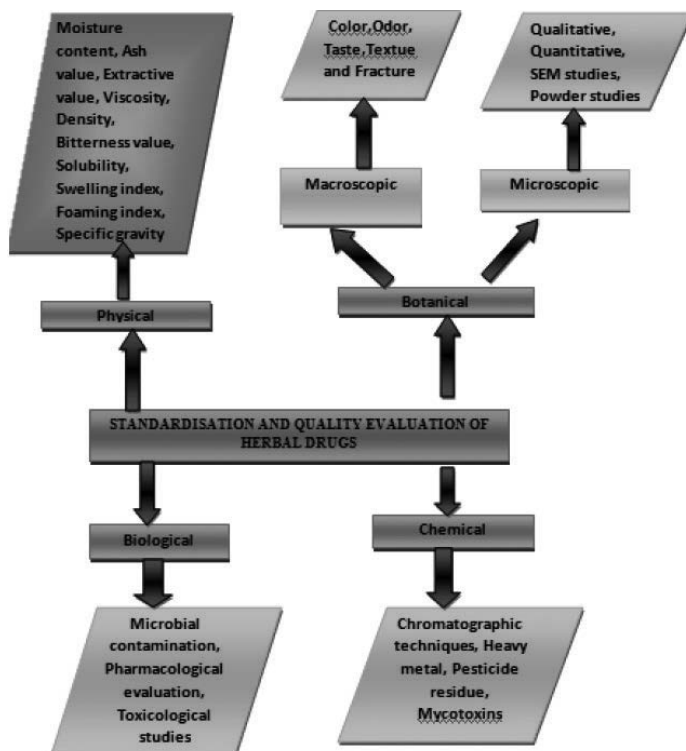 Moisture
content, Ash
value, Extractive
value, Viscosity,
Density,
Bitterness value,
Solubility,
Swelling index,
Foaming index,
Specific gravity
Color,Odor,
Taste,Textue
and Fracture
Qualitative,
Quantitative,
SEM studies,
Powder studies
Macroscopic
Microscopic
Physical
Botanical
STANDARDISATION AND QUALITY EVALUATION OF
HERBAL DRUGS
Biological
Chemical
Microbial
contamination,
Pharmacological
evaluation,
Toxicological
studies
Chromatographic
techniques, Heavy
metal, Pesticide
residue,
Mycotoxins